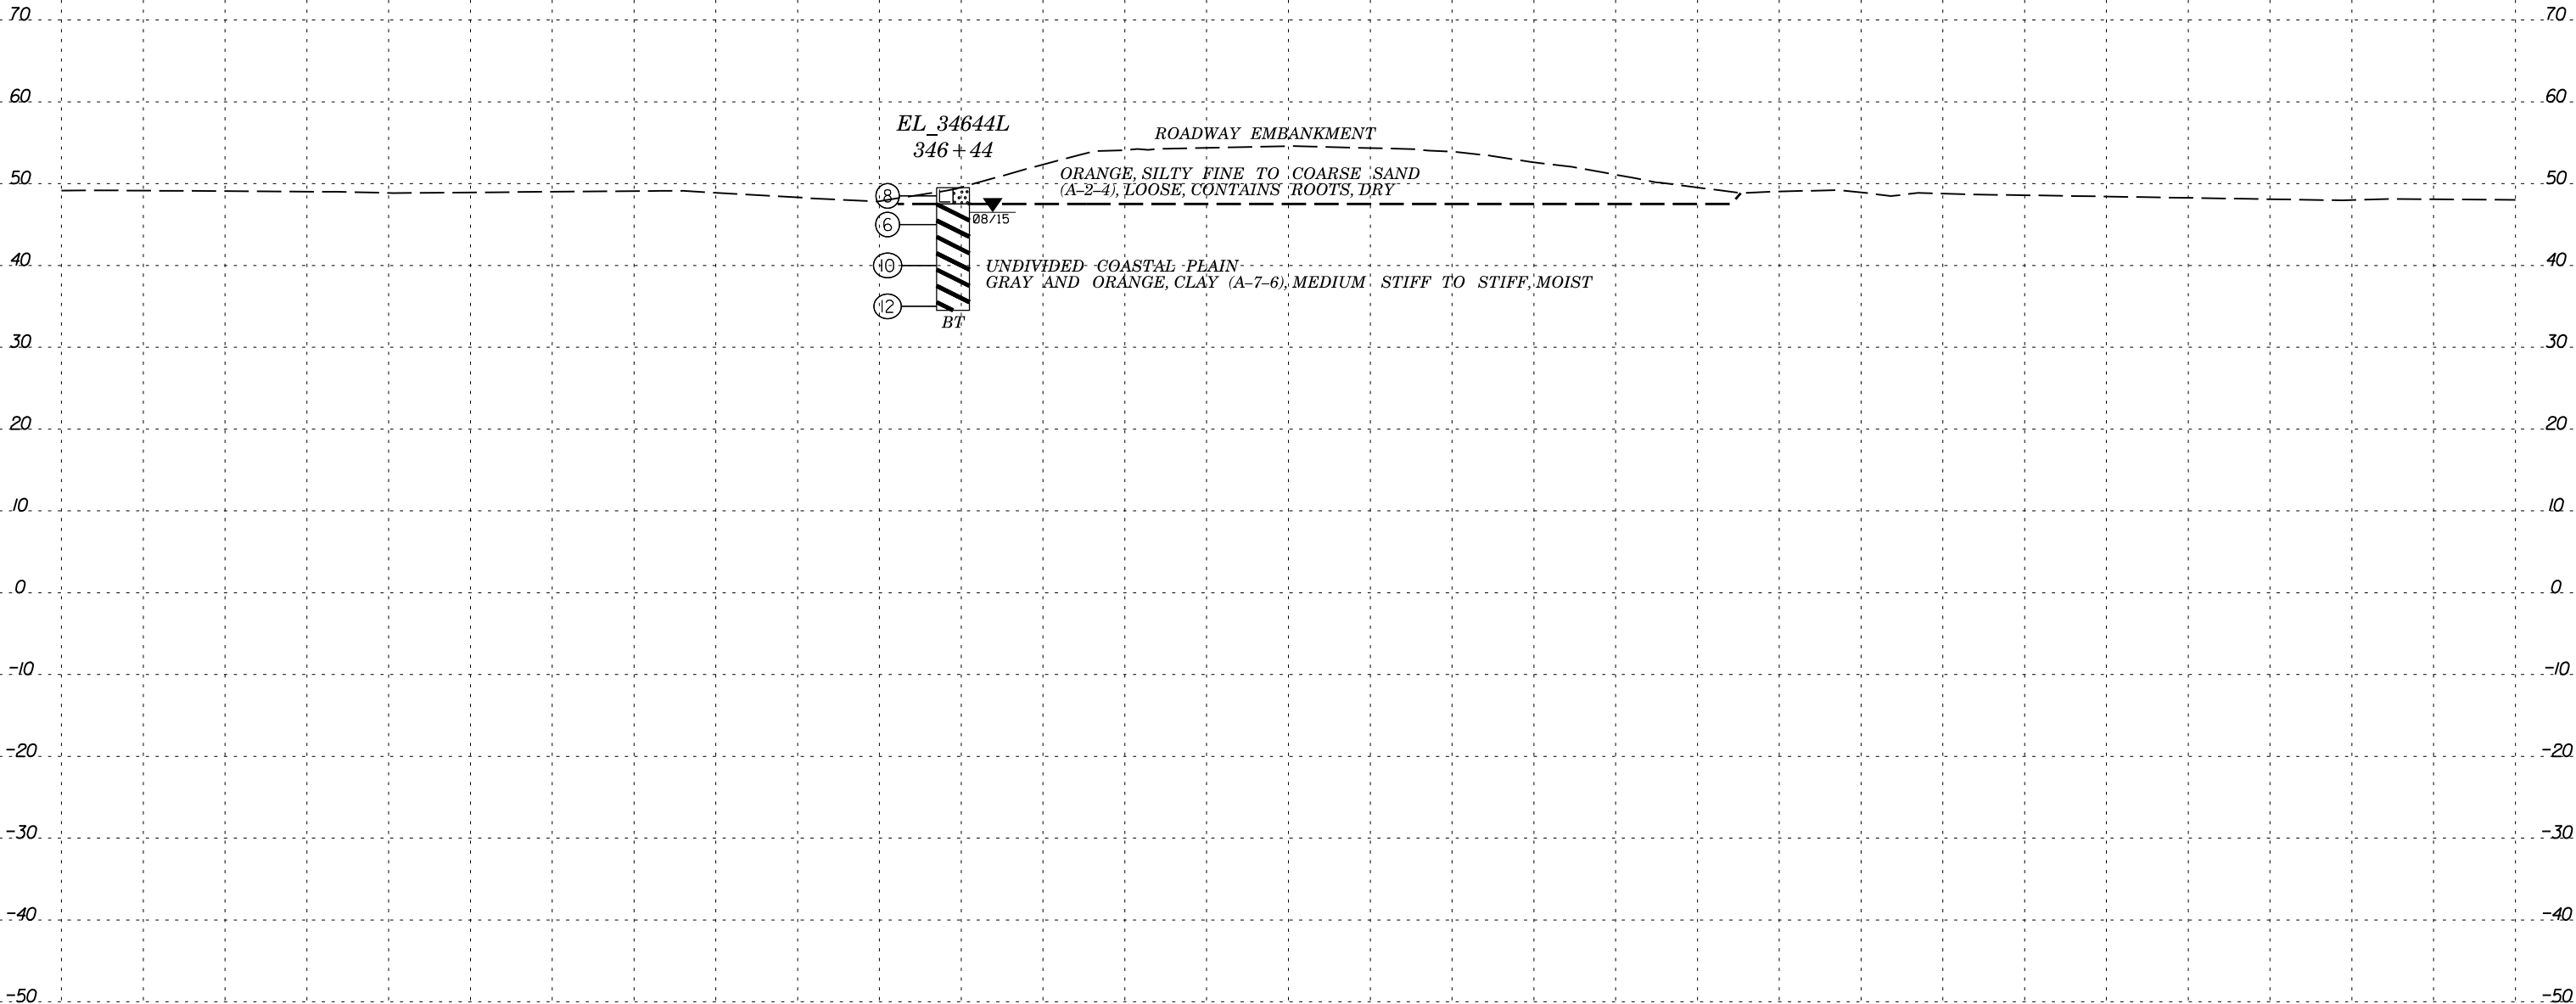 70 70
60 60
EL_34644L
346+44
ROADWAY EMBANKMENT
50 50
ORANGE, SILTY FINE TO COARSE SAND
(A-2-4), LOOSE, CONTAINS ROOTS, DRY
8
08/15
6
40 40
10
UNDIVIDED COASTAL PLAIN
GRAY AND ORANGE, CLAY (A-7-6), MEDIUM STIFF TO STIFF, MOIST
12
BT
30 30
20 20
10 10
0 0
-10 -10
-20 -20
-30 -30
-40 -40
-50 -50